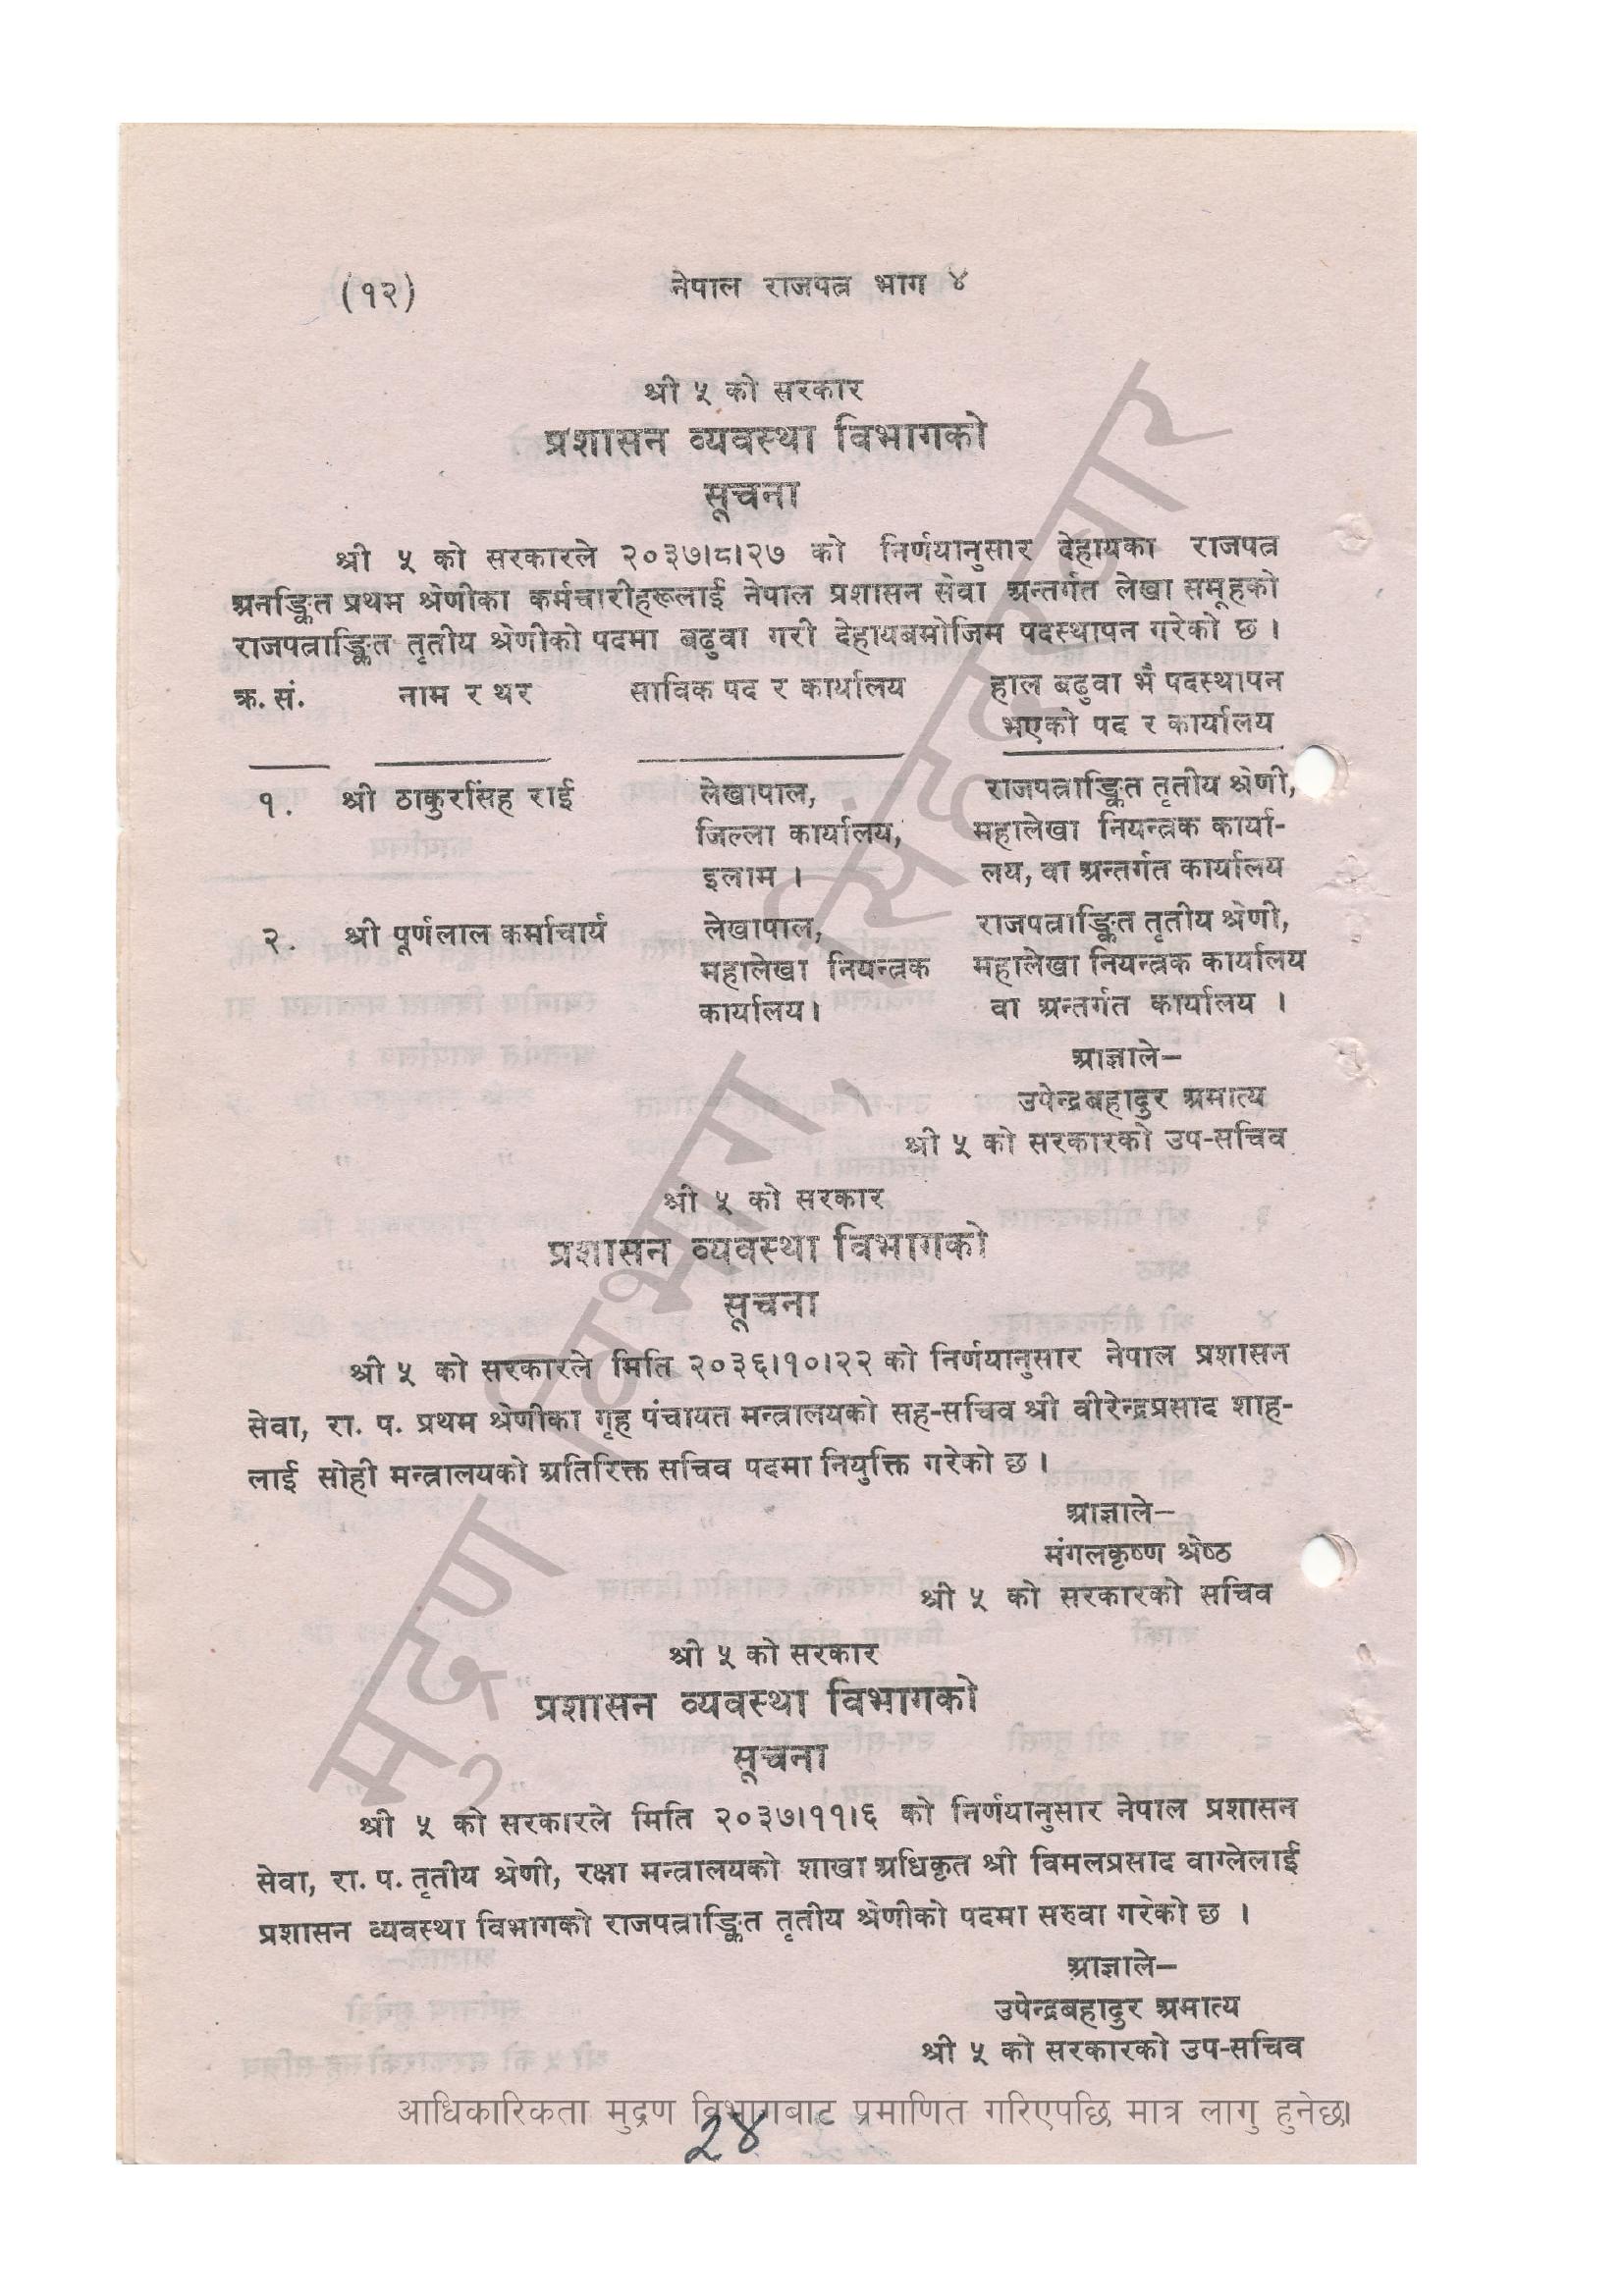 (१२)
नेपाल राजपत्र भाग ४
श्री ५ को सरकार
प्रशासन व्यवस्था विभागको
सूचना
श्री ५ को सरकारले २०३७।८।२७ को निर्णयानुसार देहायका राजपत्र
अनङ्कित प्रथम श्रेणीका कर्मचारीहरूलाई नेपाल प्रशासन सेवा अन्तर्गत लेखा समूहको
राजपत्राङ्कित तृतीय श्रेणीको पदमा बढुवा गरी देहायबमोजिम पदस्थापन गरेको छ ।
क्र. सं. नाम र थर साविक पद र कार्यालय हाल बढुवा भै पदस्थापन
भएको पद र कार्यालय
१. श्री ठाकुरसिंह राई लेखापाल, राजपत्राङ्कित तृतीय श्रेणी,
जिल्ला कार्यालय, महालेखा नियन्त्रक कार्या-
इलाम । लय, वा अन्तर्गत कार्यालय
२. श्री पूर्णलाल कर्माचार्य लेखापाल, राजपत्राङ्कित तृतीय श्रेणी,
महालेखा नियन्त्रक महालेखा नियन्त्रक कार्यालय
कार्यालय। वा अन्तर्गत कार्यालय ।
आज्ञाले–
उपेन्द्रबहादुर अमात्य
श्री ५ को सरकारको उप-सचिव
श्री ५ को सरकार
प्रशासन व्यवस्था विभागको
सूचना
श्री ५ को सरकारले मिति २०३६।१०।२२ को निर्णयानुसार नेपाल प्रशासन
सेवा, रा. प. प्रथम श्रेणीका गृह पंचायत मन्त्रालयको सह-सचिव श्री वीरेन्द्रप्रसाद शाह-
लाई सोही मन्त्रालयको अतिरिक्त सचिव पदमा नियुक्ति गरेको छ ।
आज्ञाले–
मंगलकृष्ण श्रेष्ठ
श्री ५ को सरकारको सचिव
श्री ५ को सरकार
प्रशासन व्यवस्था विभागको
सूचना
श्री ५ को सरकारले मिति २०३७।११।६ को निर्णयानुसार नेपाल प्रशासन
सेवा, रा. प. तृतीय श्रेणी, रक्षा मन्त्रालयको शाखा अधिकृत श्री विमलप्रसाद वाग्लेलाई
प्रशासन व्यवस्था विभागको राजपत्राङ्कित तृतीय श्रेणीको पदमा सरुवा गरेको छ ।
आज्ञाले–
उपेन्द्रबहादुर अमात्य
श्री ५ को सरकारको उप-सचिव
आधिकारिकता मुद्रण विभागबाट प्रमाणित गरिएपछि मात्र लागु हुनेछ।
२४
मुद्रण विभाग, सिंहदरबार